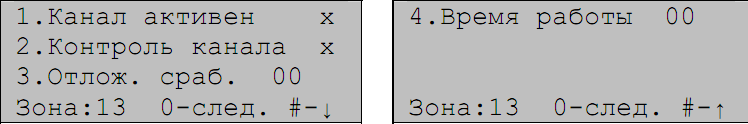 1.Канал активен x
2.Контроль канала x
3.Отлож. сраб. 00
Зона:13 0-след. #-↓
4.Время работы 00
Зона:13 0-след. #-↑